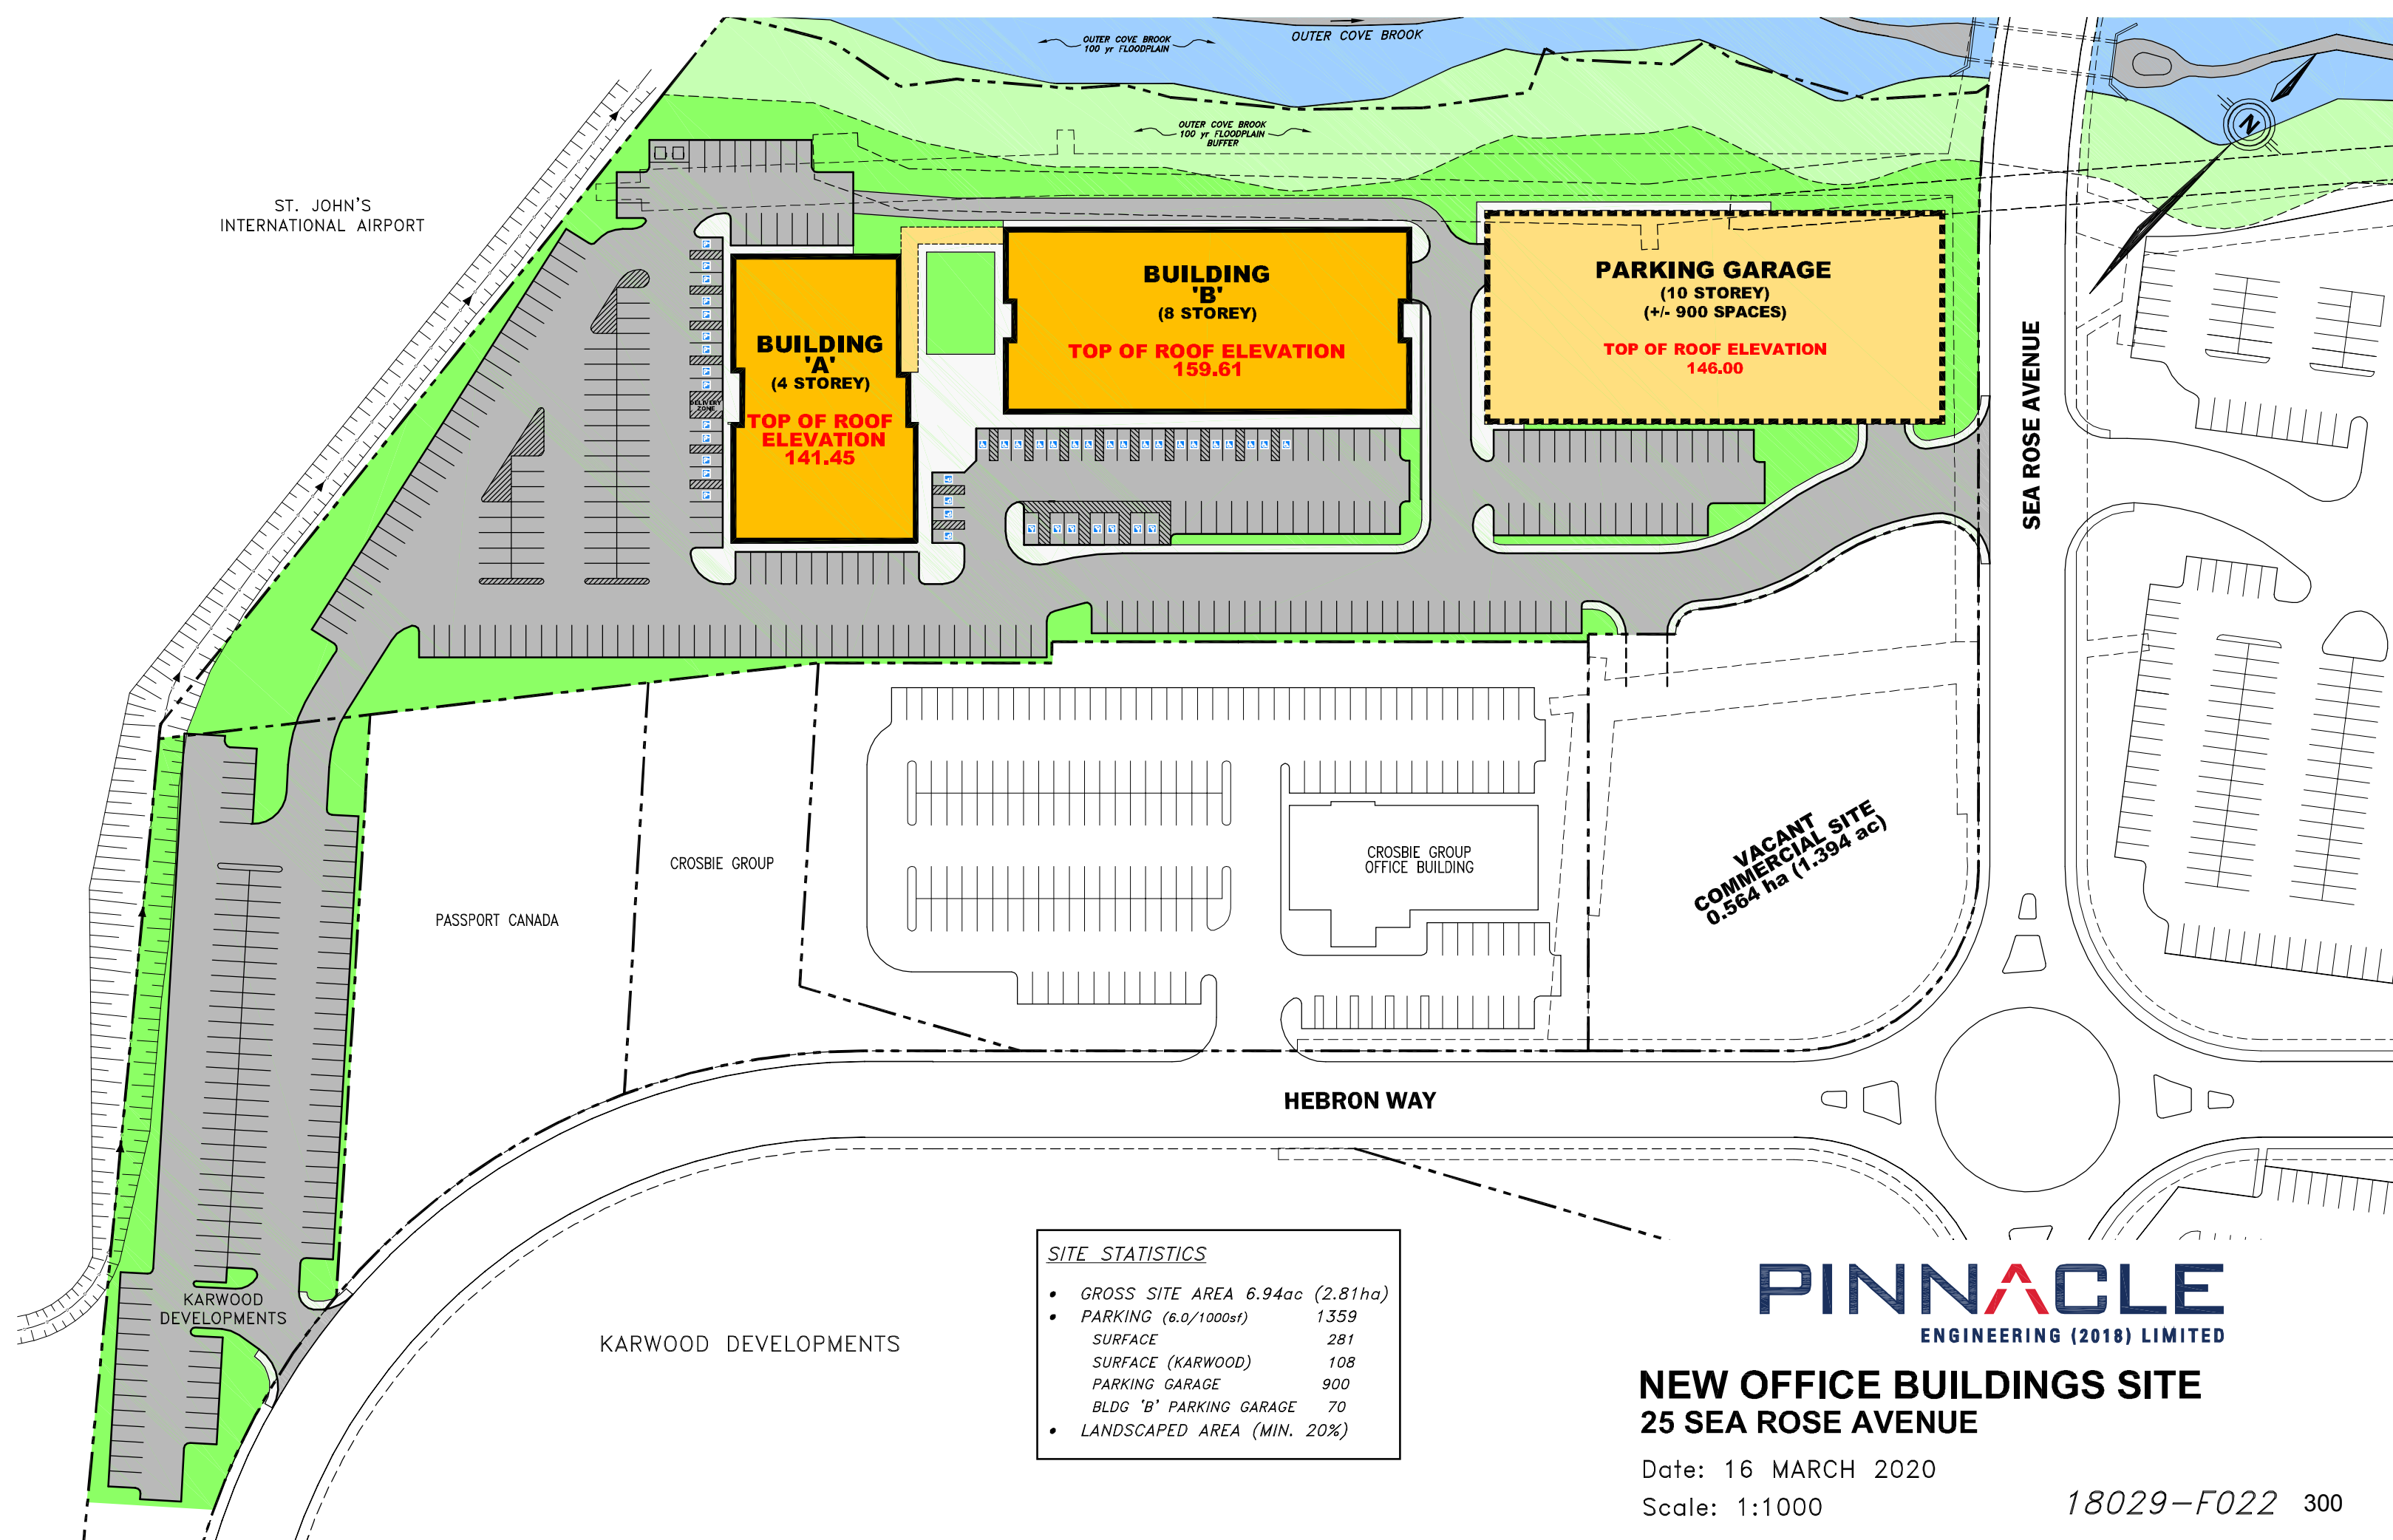 OUTER COVE BROOK
100 yr FLOODPLAIN
OUTER COVE BROOK
OUTER COVE BROOK
100 yr FLOODPLAIN
BUFFER
N
ST. JOHN'S
INTERNATIONAL AIRPORT
BUILDING
'A'
(4 STOREY)
TOP OF ROOF
ELEVATION
141.45
DELIVERY
ZONE
BUILDING
'B'
(8 STOREY)
TOP OF ROOF ELEVATION
159.61
PARKING GARAGE
(10 STOREY)
(+/- 900 SPACES)
TOP OF ROOF ELEVATION
146.00
SEA ROSE AVENUE
PASSPORT CANADA
CROSBIE GROUP
CROSBIE GROUP
OFFICE BUILDING
VACANT
COMMERCIAL SITE
0.564 ha (1.394 ac)
HEBRON WAY
KARWOOD
DEVELOPMENTS
KARWOOD DEVELOPMENTS
SITE STATISTICS
• GROSS SITE AREA 6.94ac (2.81ha)
• PARKING (6.0/1000sf) 1359
SURFACE 281
SURFACE (KARWOOD) 108
PARKING GARAGE 900
BLDG 'B' PARKING GARAGE 70
• LANDSCAPED AREA (MIN. 20%)
PINNACLE
ENGINEERING (2018) LIMITED
NEW OFFICE BUILDINGS SITE
25 SEA ROSE AVENUE
Date: 16 MARCH 2020
Scale: 1:1000
18029-F022 300